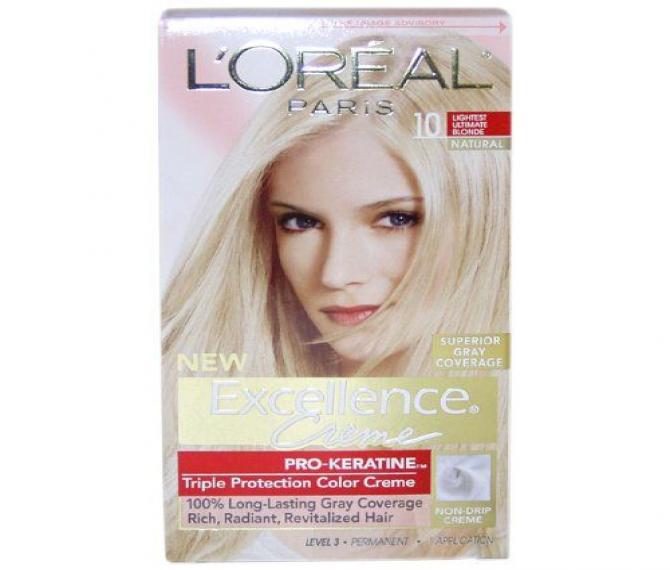 L'ORÉAL
PARiS
10
LIGHTEST
ULTIMATE
BLONDE
NATURAL
SUPERIOR
GRAY
COVERAGE
NEW
Excellence®
Crème
PRO-KERATINE™
Triple Protection Color Creme
100% Long-Lasting Gray Coverage
Rich, Radiant, Revitalized Hair
NON-DRIP
CREME
LEVEL 3 • PERMANENT • 1 APPLICATION